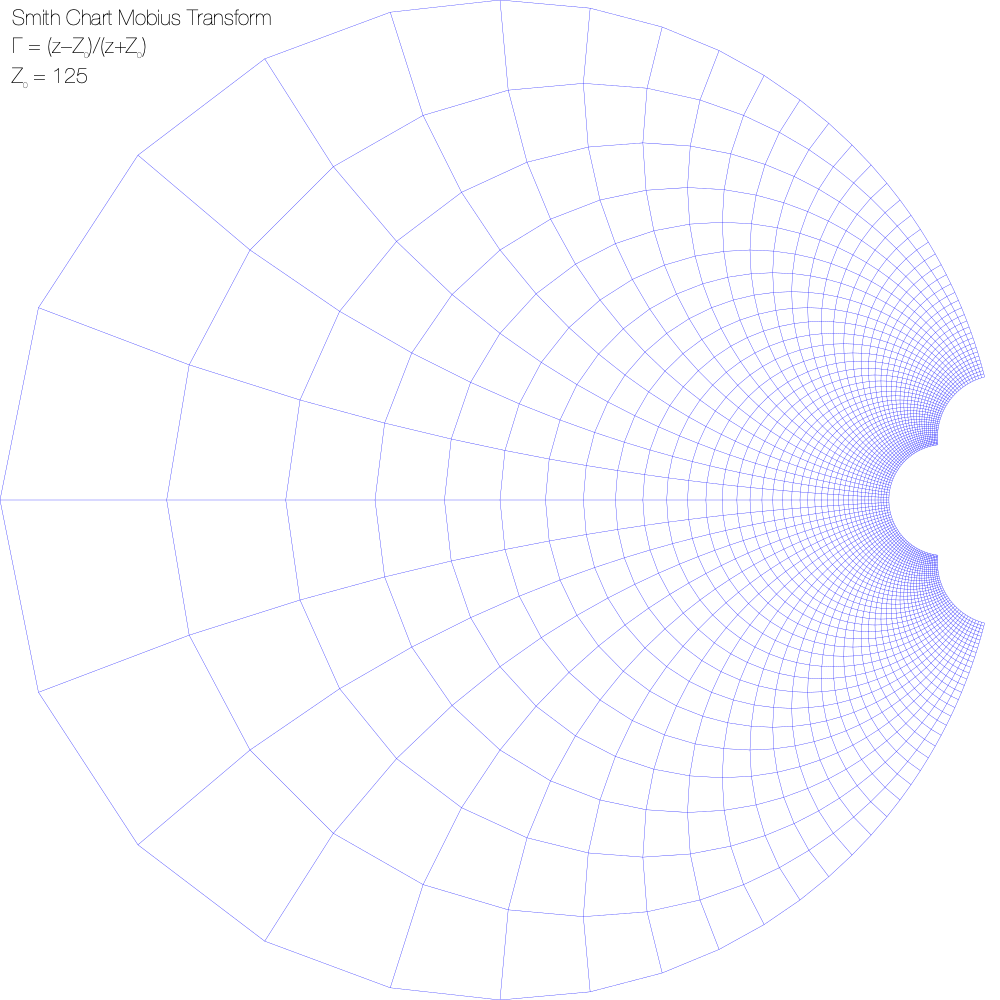 Smith Chart Mobius Transform
Γ = (z−Z₀)/(z+Z₀)
Z₀ = 125